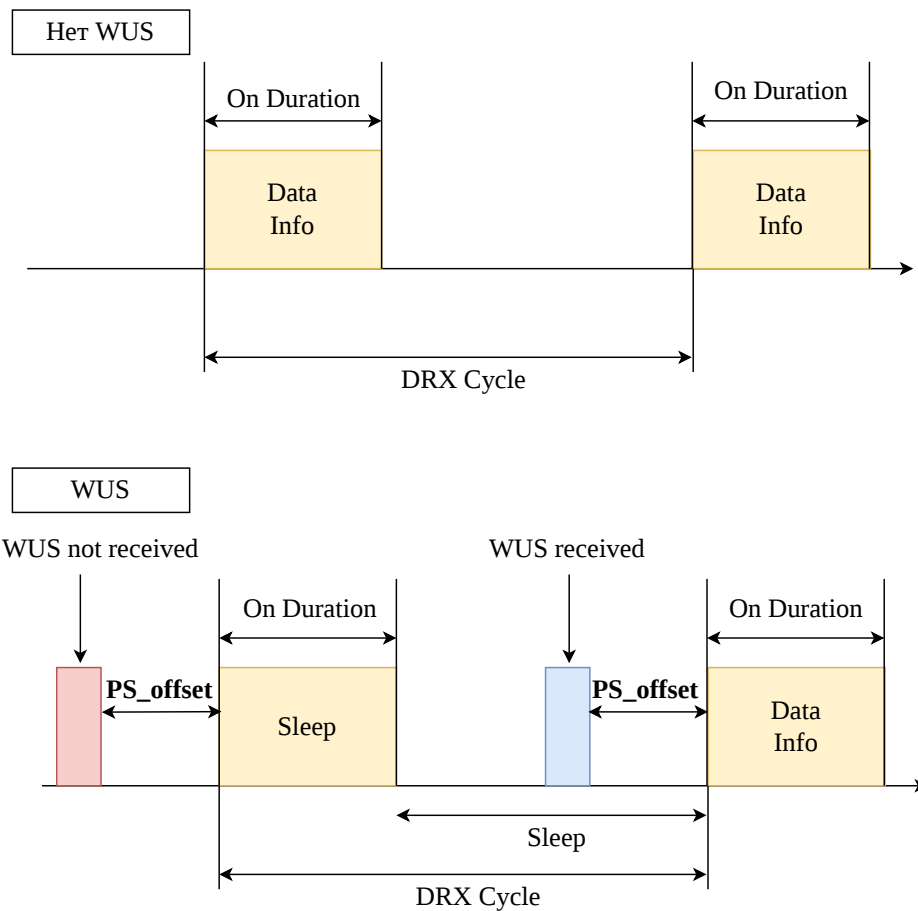 Нет WUS
On Duration
On Duration
Data
Info
Data
Info
DRX Cycle
WUS
WUS not received
WUS received
On Duration
On Duration
PS_offset
PS_offset
Sleep
Data
Info
Sleep
DRX Cycle